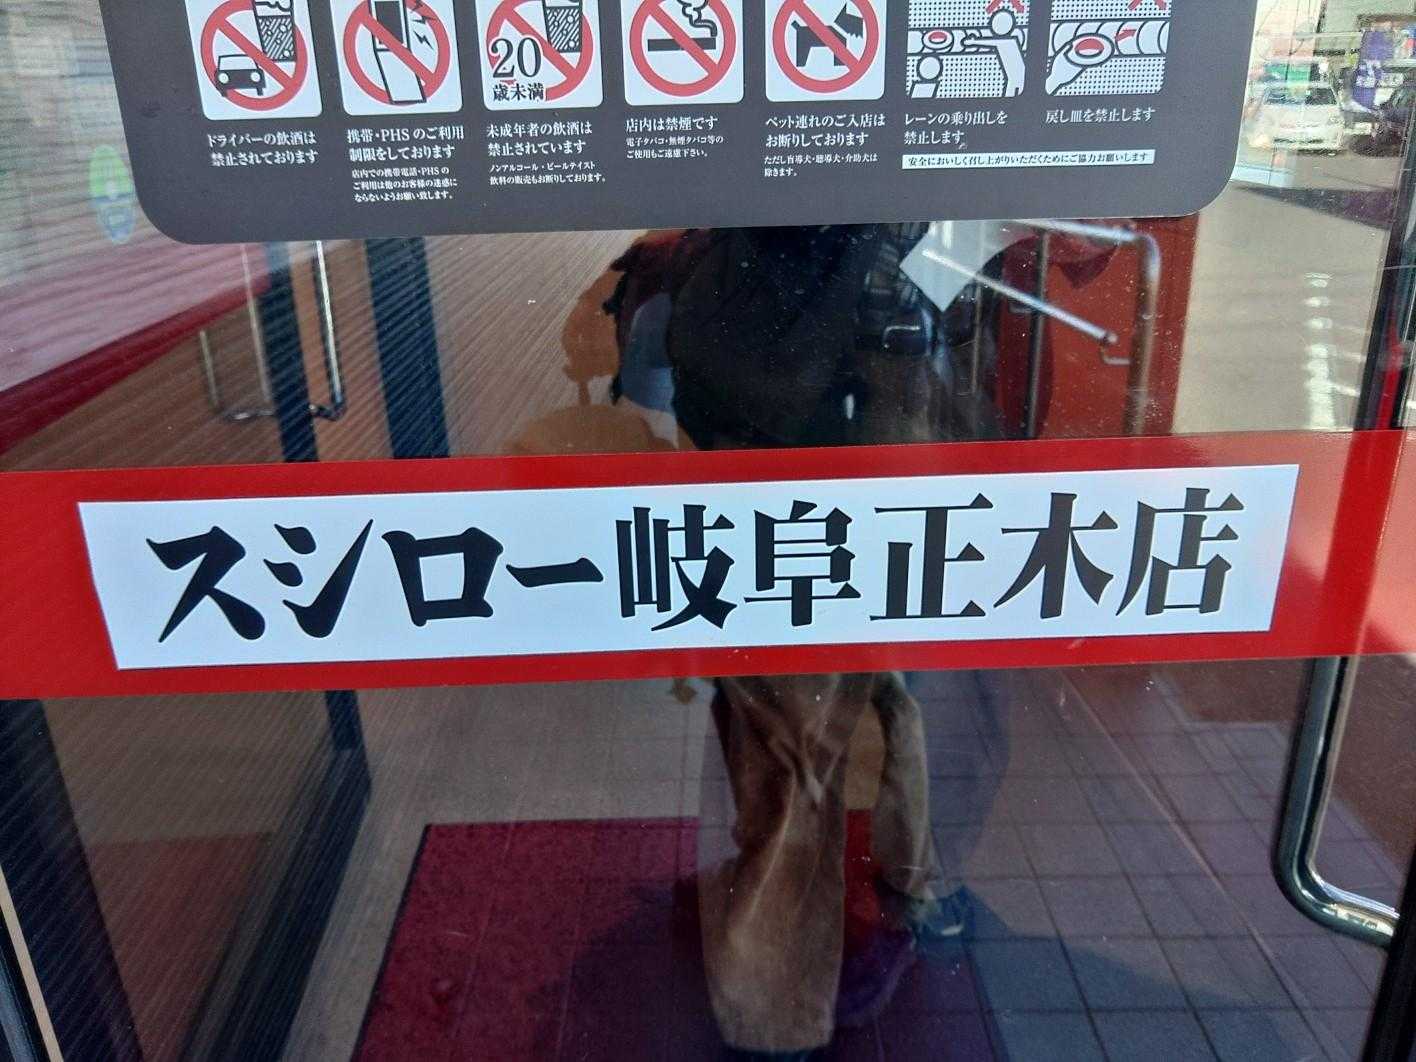 20
歳未満
ドライバーの飲酒は
禁止されております
携帯・PHSのご利用
制限をしております
店内での携帯電話・PHSの
ご利用は他のお客様の迷惑に
ならないようお願い致します。
未成年者の飲酒は
禁止されています
ノンアルコール・ビールテイスト
飲料の販売もお断りしております。
店内は禁煙です
電子タバコ・無煙タバコ等の
ご使用もご遠慮下さい。
ペット連れのご入店は
お断りしております
ただし盲導犬・聴導犬・介助犬は
除きます。
レーンの乗り出しを
禁止します。
戻し皿を禁止します
安全においしく召し上がりいただくためにご協力お願いします
スシロー岐阜正木店